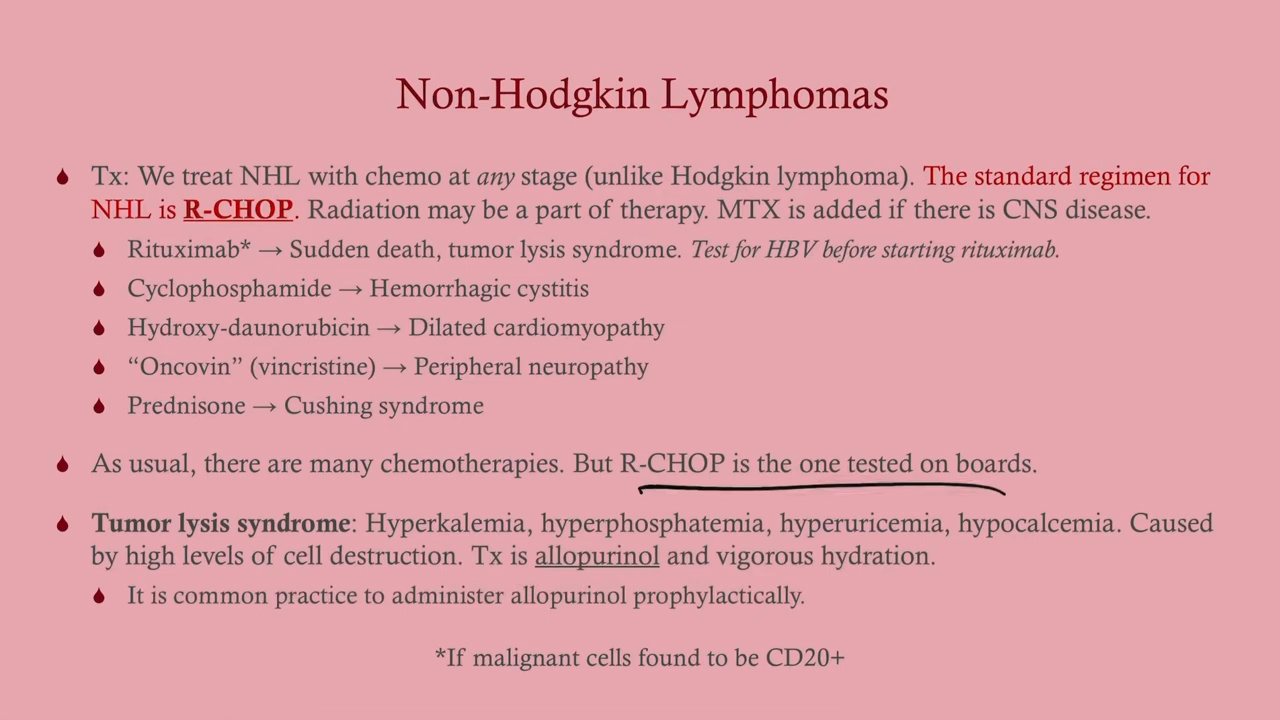 Non-Hodgkin Lymphomas
Tx: We treat NHL with chemo at any stage (unlike Hodgkin lymphoma). The standard regimen for
NHL is R-CHOP. Radiation may be a part of therapy. MTX is added if there is CNS disease.
Rituximab* → Sudden death, tumor lysis syndrome. Test for HBV before starting rituximab.
Cyclophosphamide → Hemorrhagic cystitis
Hydroxy-daunorubicin → Dilated cardiomyopathy
“Oncovin” (vincristine) → Peripheral neuropathy
Prednisone → Cushing syndrome
As usual, there are many chemotherapies. But R-CHOP is the one tested on boards.
Tumor lysis syndrome: Hyperkalemia, hyperphosphatemia, hyperuricemia, hypocalcemia. Caused
by high levels of cell destruction. Tx is allopurinol and vigorous hydration.
It is common practice to administer allopurinol prophylactically.
*If malignant cells found to be CD20+